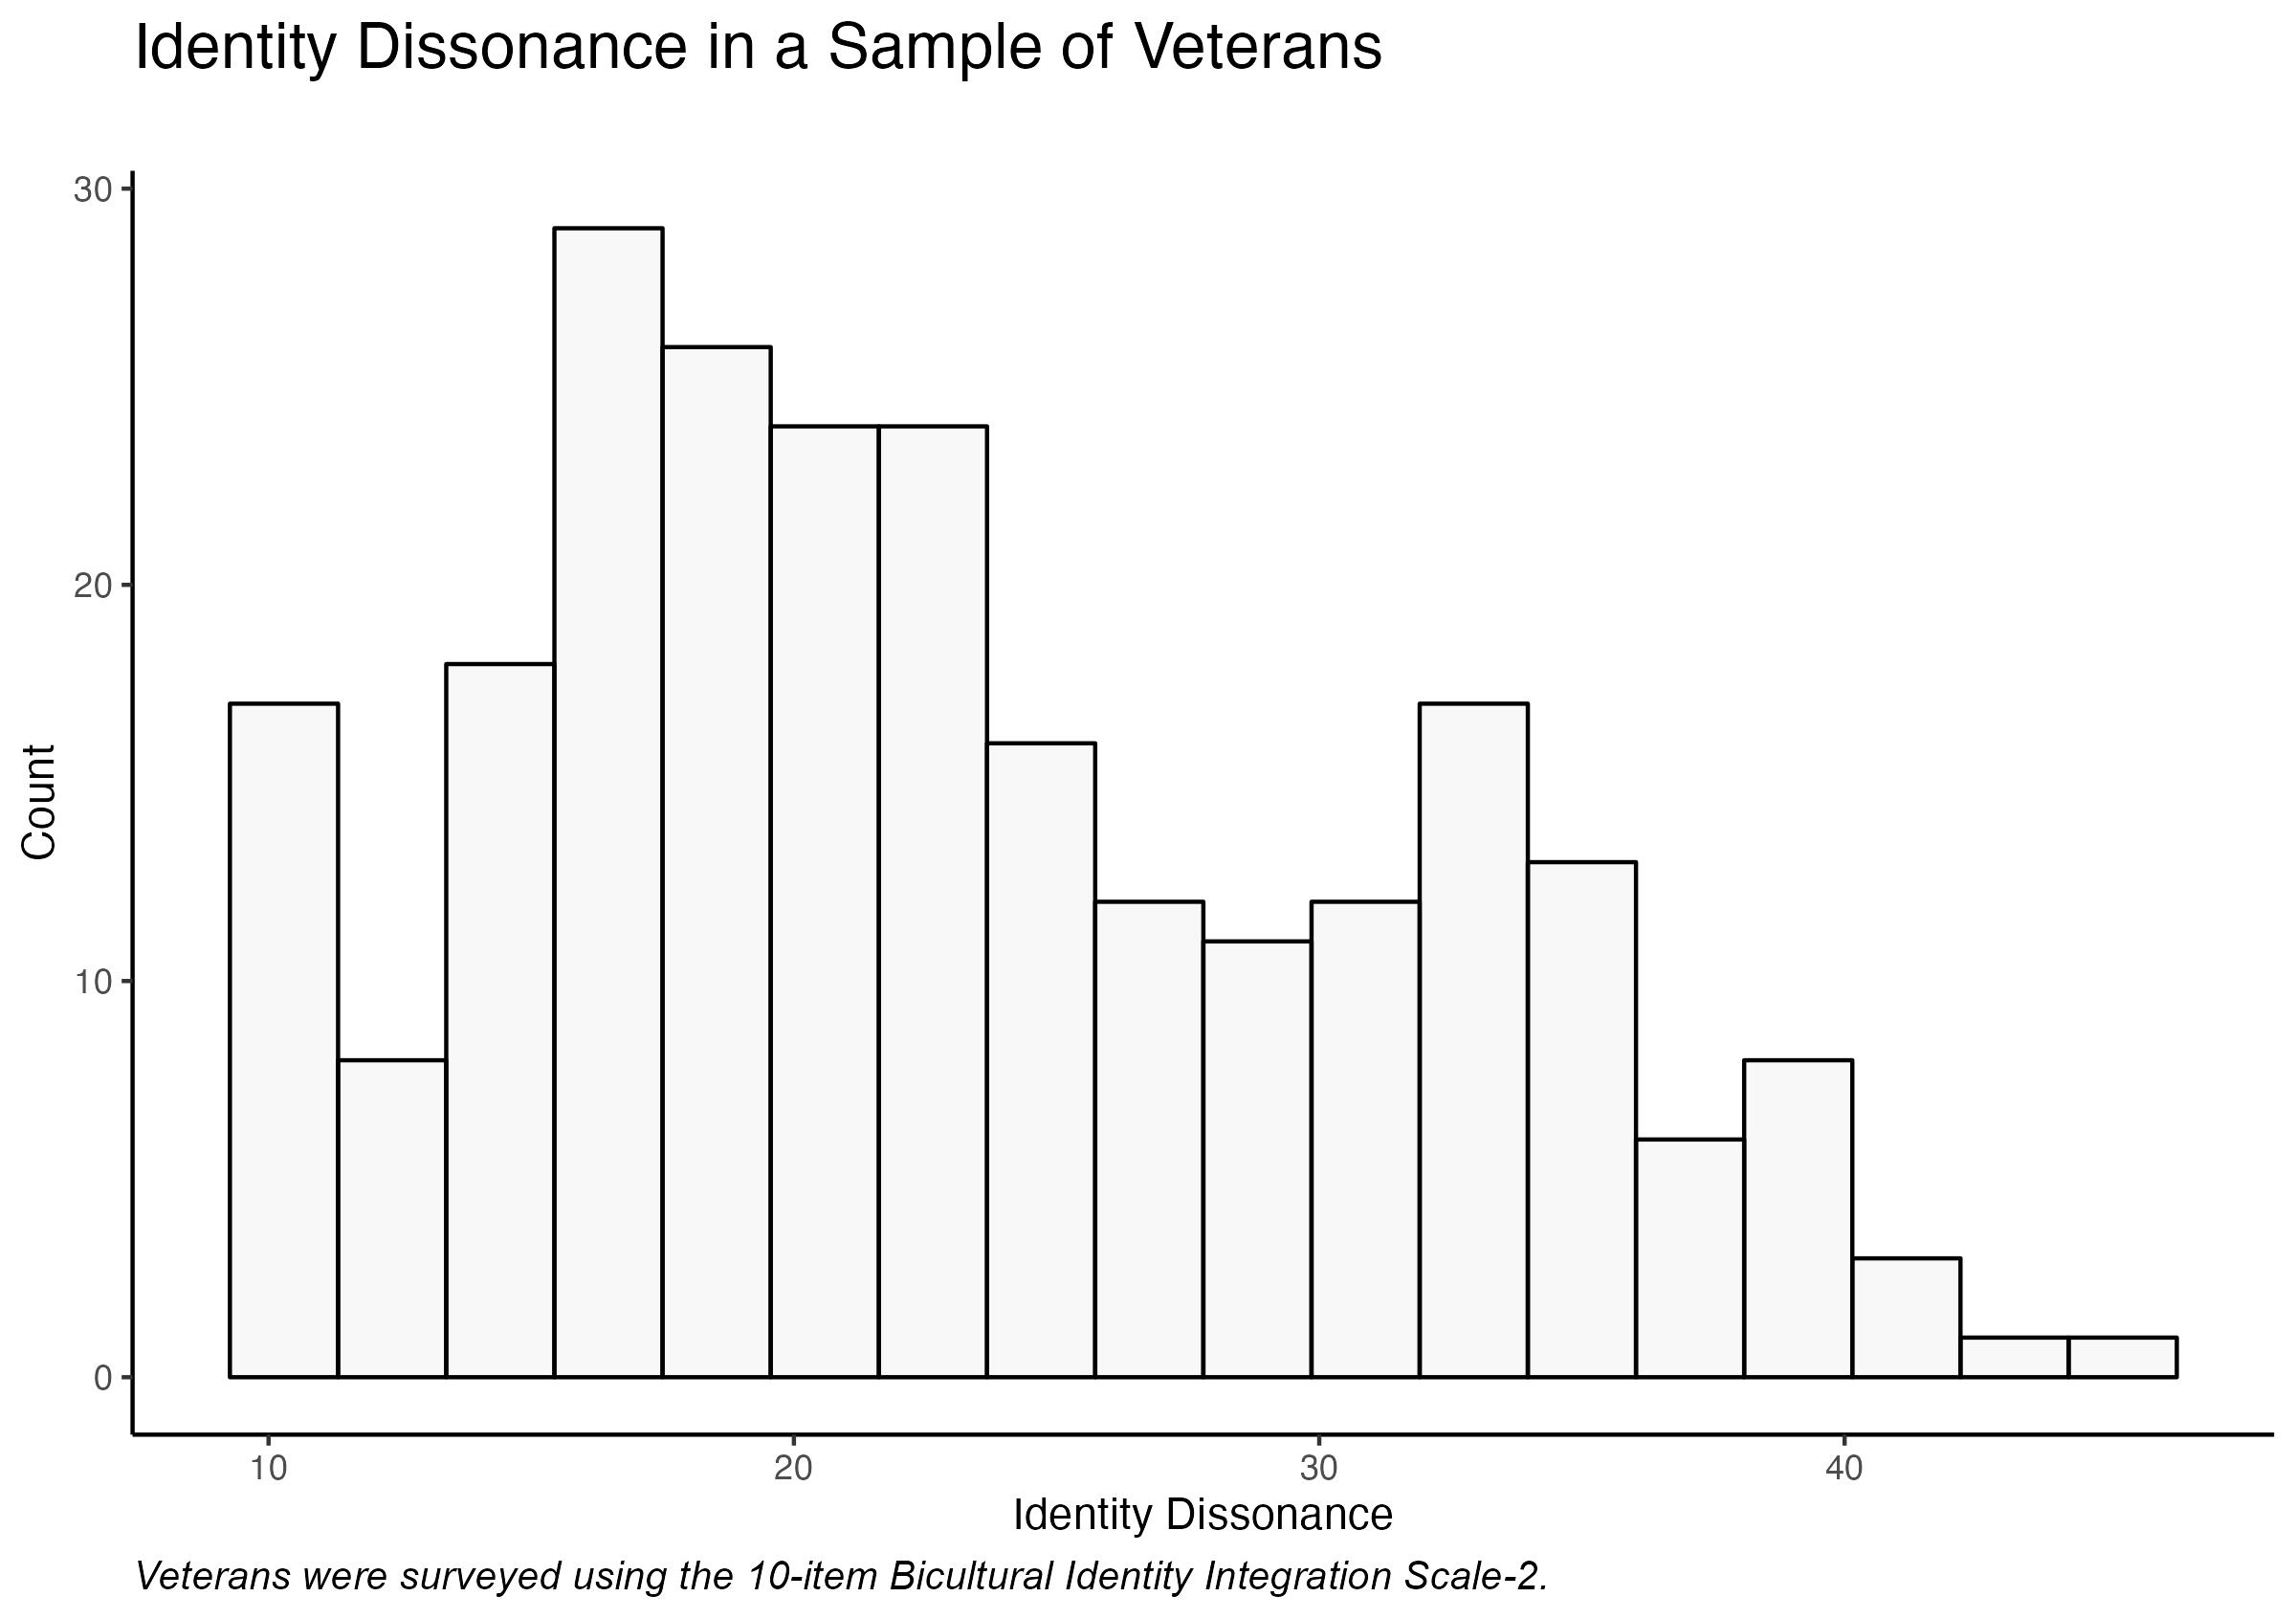 Identity Dissonance in a Sample of Veterans
30
20
10
0
Count
10 20 30 40
Identity Dissonance
Veterans were surveyed using the 10-item Bicultural Identity Integration Scale-2.